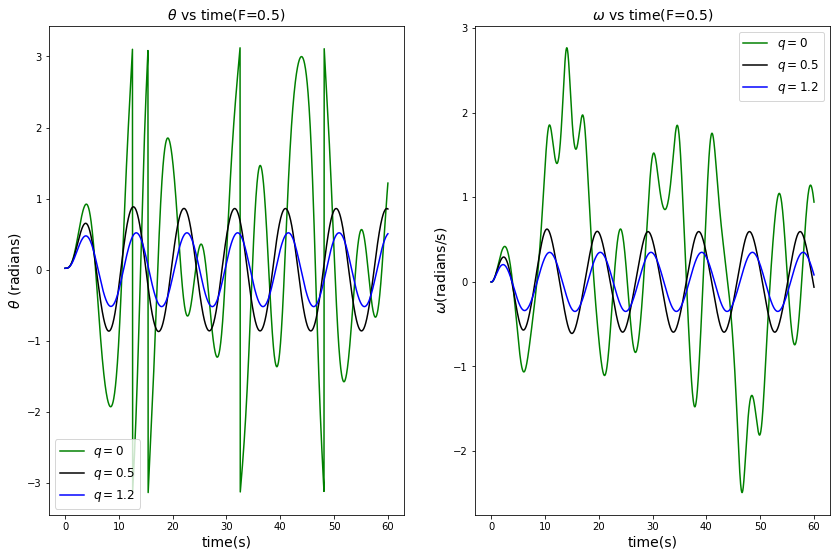 θ vs time(F=0.5)
3
2
1
0
−1
−2
−3
θ (radians)
q = 0
q = 0.5
q = 1.2
0
10
20
30
40
50
60
time(s)
ω vs time(F=0.5)
3
2
1
0
−1
−2
ω(radians/s)
q = 0
q = 0.5
q = 1.2
0
10
20
30
40
50
60
time(s)